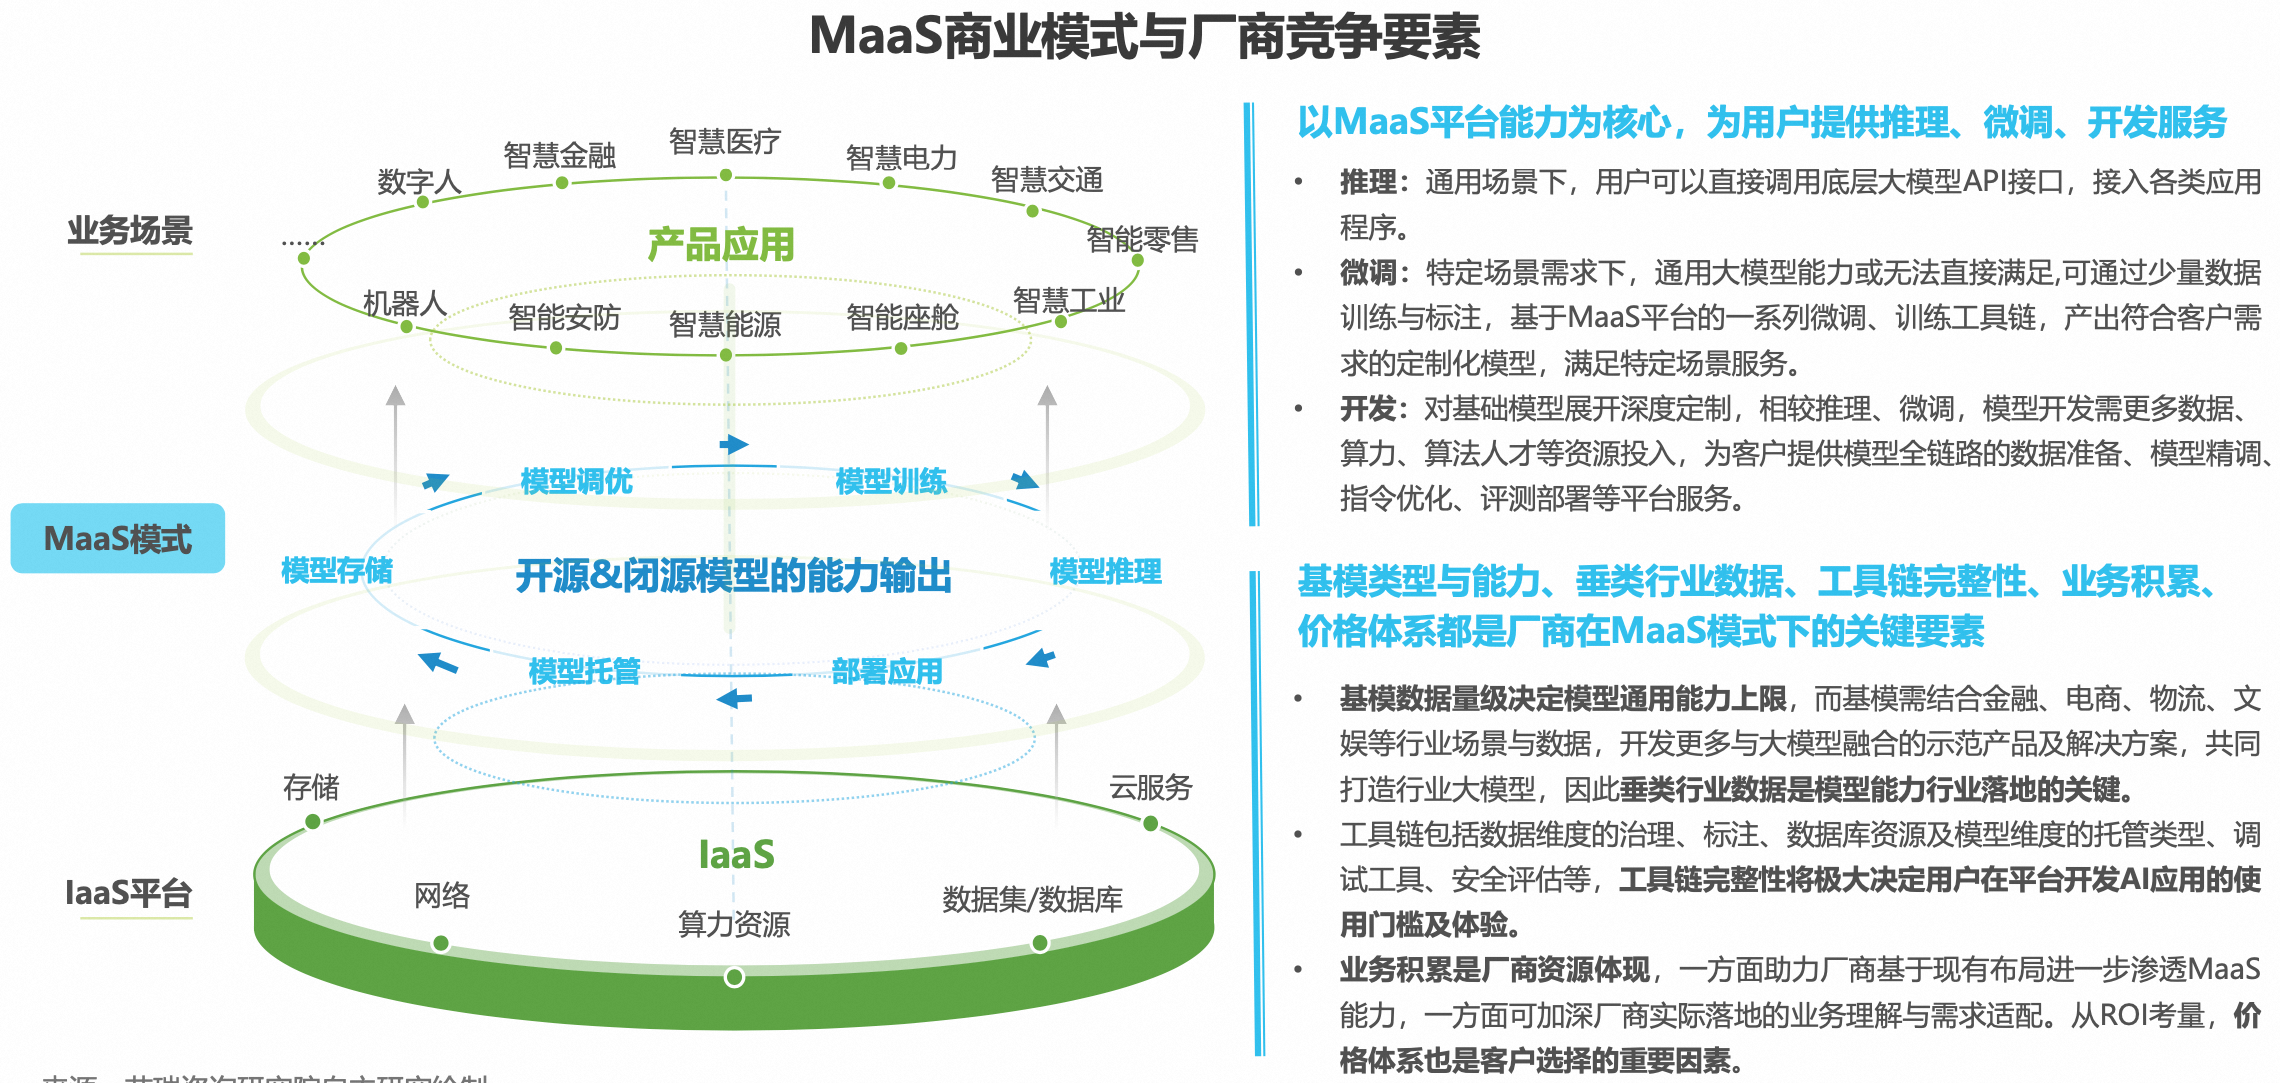 MaaS商业模式与厂商竞争要素
智慧医疗
智慧金融
智慧电力
数字人
智慧交通
业务场景
……
产品应用
智能零售
机器人
智能安防
智慧能源
智能座舱
智慧工业
模型调优
模型训练
MaaS模式
模型存储
开源&闭源模型的能力输出
模型推理
模型托管
部署应用
存储
云服务
IaaS
IaaS平台
网络
算力资源
数据集/数据库
以MaaS平台能力为核心，为用户提供推理、微调、开发服务
• 推理：通用场景下，用户可以直接调用底层大模型API接口，接入各类应用
程序。
• 微调：特定场景需求下，通用大模型能力或无法直接满足,可通过少量数据
训练与标注，基于MaaS平台的一系列微调、训练工具链，产出符合客户需
求的定制化模型，满足特定场景服务。
• 开发：对基础模型展开深度定制，相较推理、微调，模型开发需更多数据、
算力、算法人才等资源投入，为客户提供模型全链路的数据准备、模型精调、
指令优化、评测部署等平台服务。
基模类型与能力、垂类行业数据、工具链完整性、业务积累、
价格体系都是厂商在MaaS模式下的关键要素
• 基模数据量级决定模型通用能力上限，而基模需结合金融、电商、物流、文
娱等行业场景与数据，开发更多与大模型融合的示范产品及解决方案，共同
打造行业大模型，因此垂类行业数据是模型能力行业落地的关键。
• 工具链包括数据维度的治理、标注、数据库资源及模型维度的托管类型、调
试工具、安全评估等，工具链完整性将极大决定用户在平台开发AI应用的使
用门槛及体验。
• 业务积累是厂商资源体现，一方面助力厂商基于现有布局进一步渗透MaaS
能力，一方面可加深厂商实际落地的业务理解与需求适配。从ROI考量，价
格体系也是客户选择的重要因素。